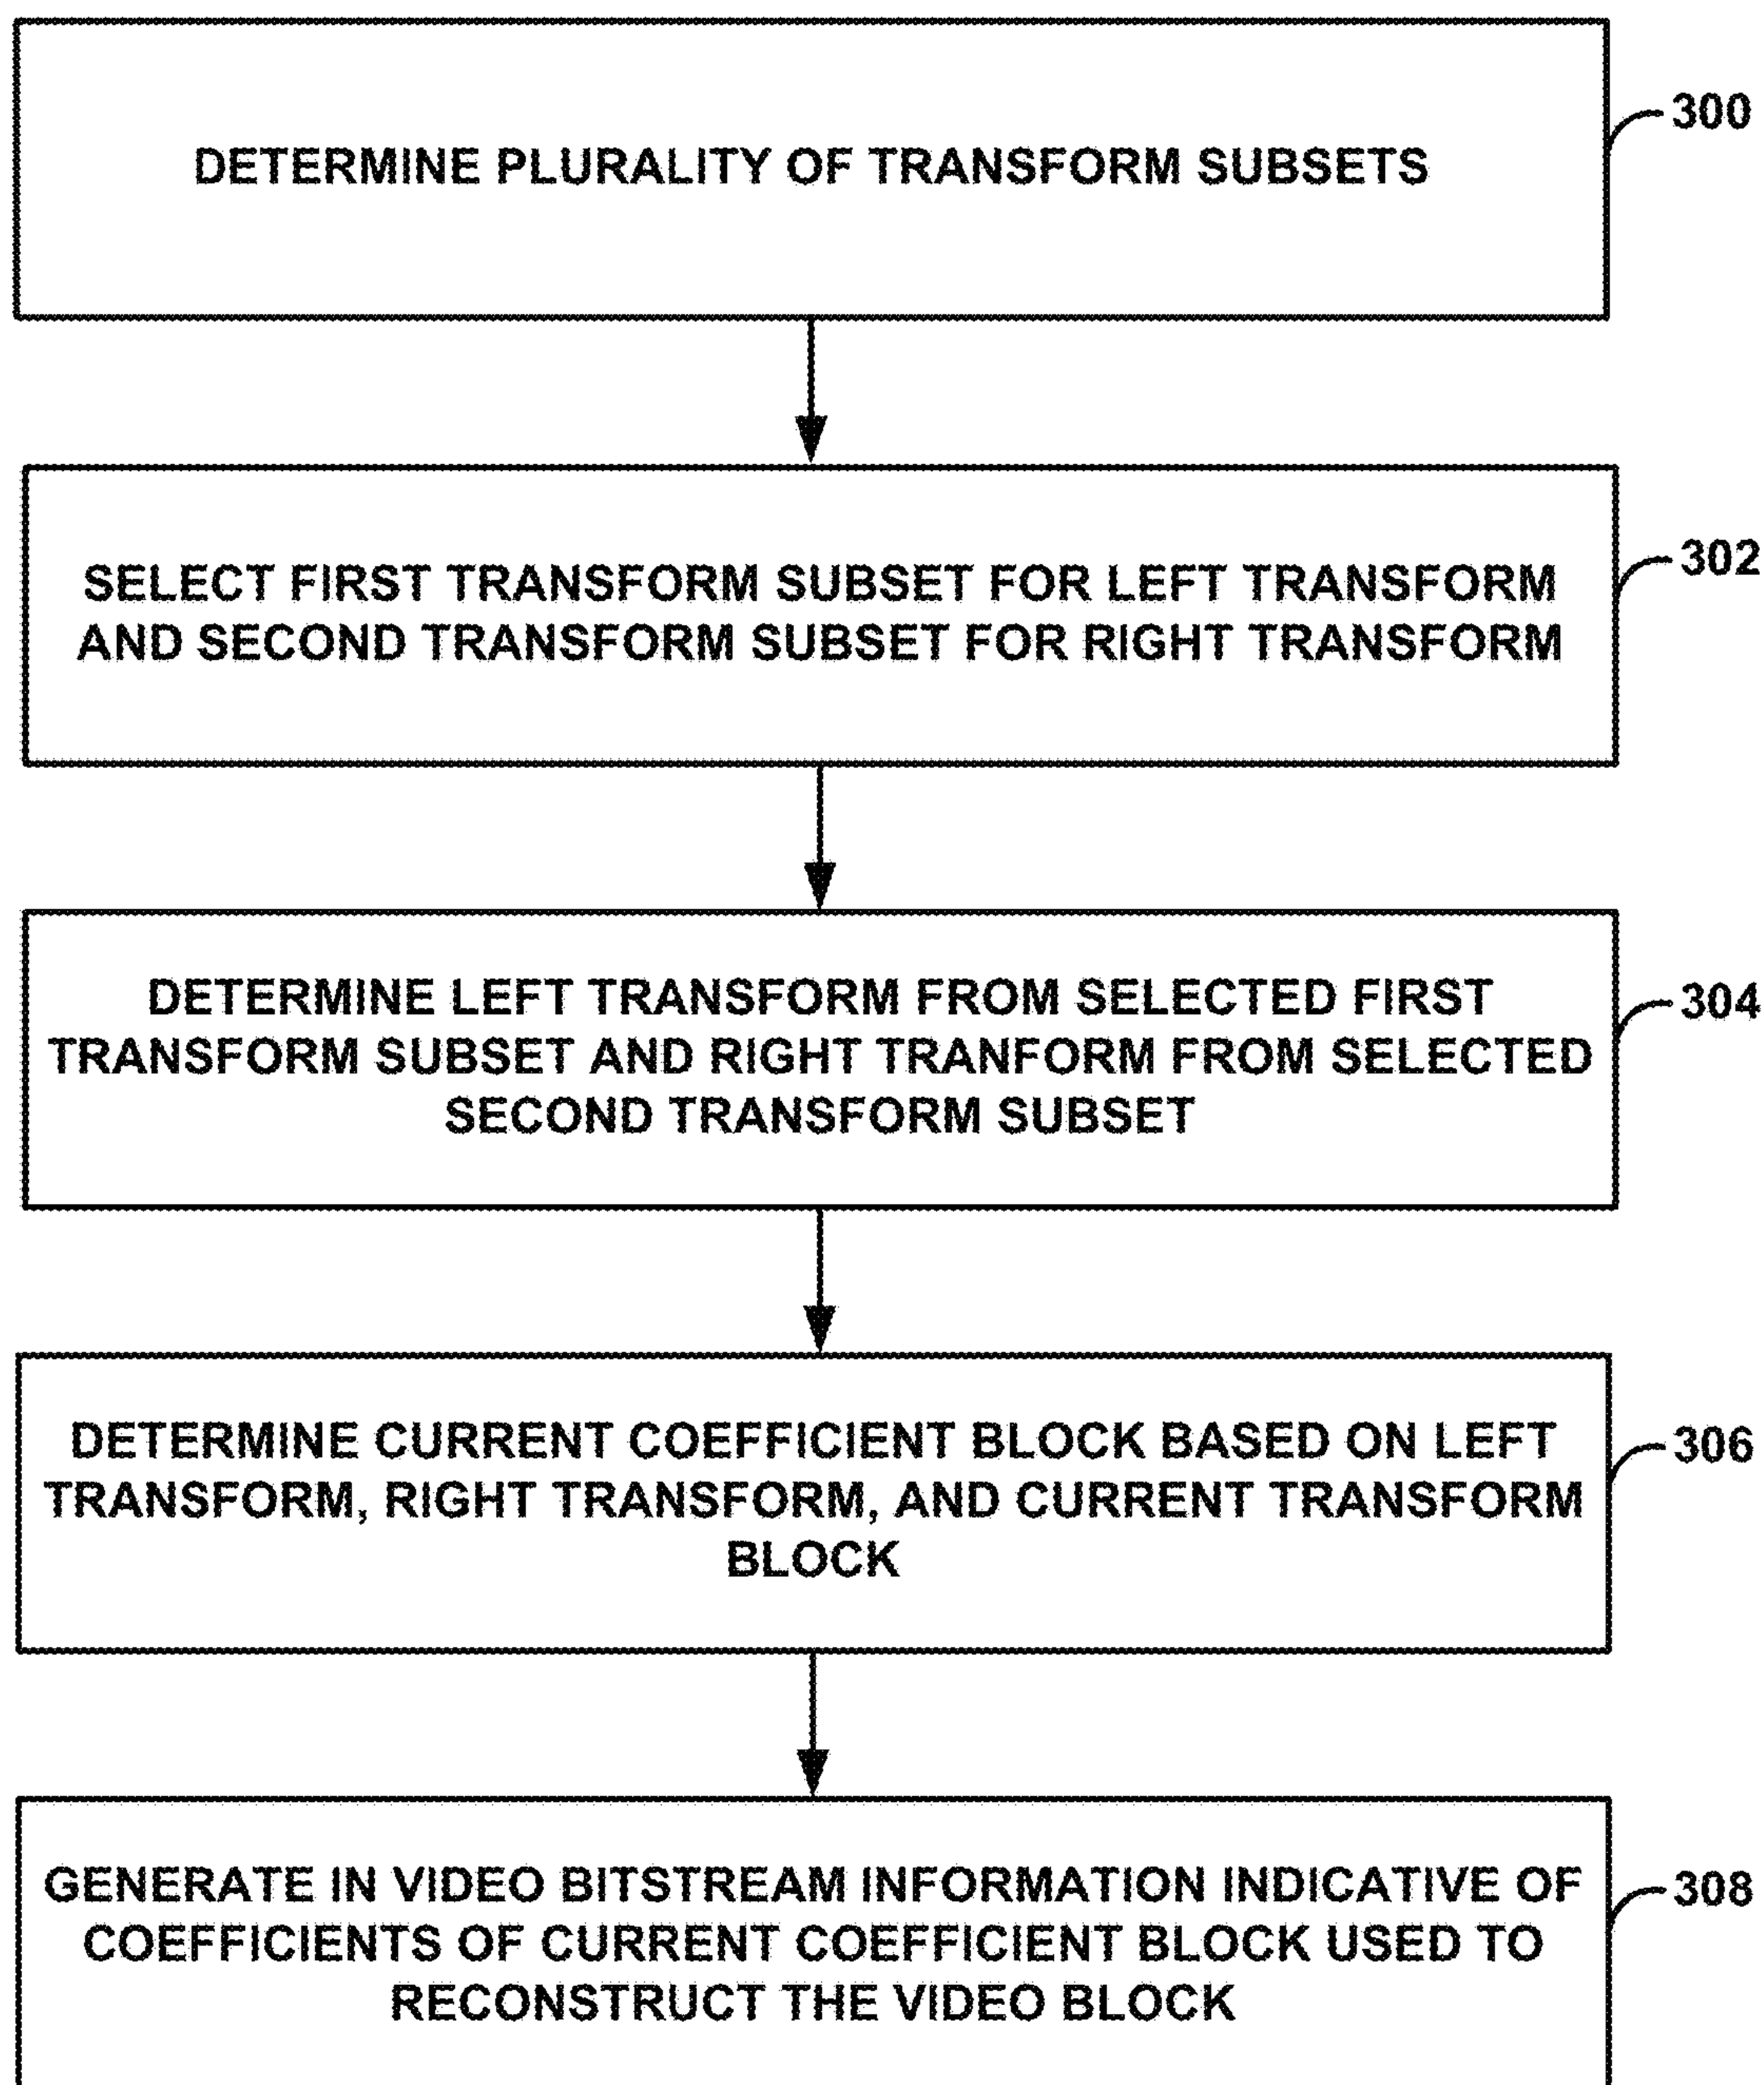 DETERMINE PLURALITY OF TRANSFORM SUBSETS
300
SELECT FIRST TRANSFORM SUBSET FOR LEFT TRANSFORM
AND SECOND TRANSFORM SUBSET FOR RIGHT TRANSFORM
302
DETERMINE LEFT TRANSFORM FROM SELECTED FIRST
TRANSFORM SUBSET AND RIGHT TRANFORM FROM SELECTED
SECOND TRANSFORM SUBSET
304
DETERMINE CURRENT COEFFICIENT BLOCK BASED ON LEFT
TRANSFORM, RIGHT TRANSFORM, AND CURRENT TRANSFORM
BLOCK
306
GENERATE IN VIDEO BITSTREAM INFORMATION INDICATIVE OF
COEFFICIENTS OF CURRENT COEFFICIENT BLOCK USED TO
RECONSTRUCT THE VIDEO BLOCK
308